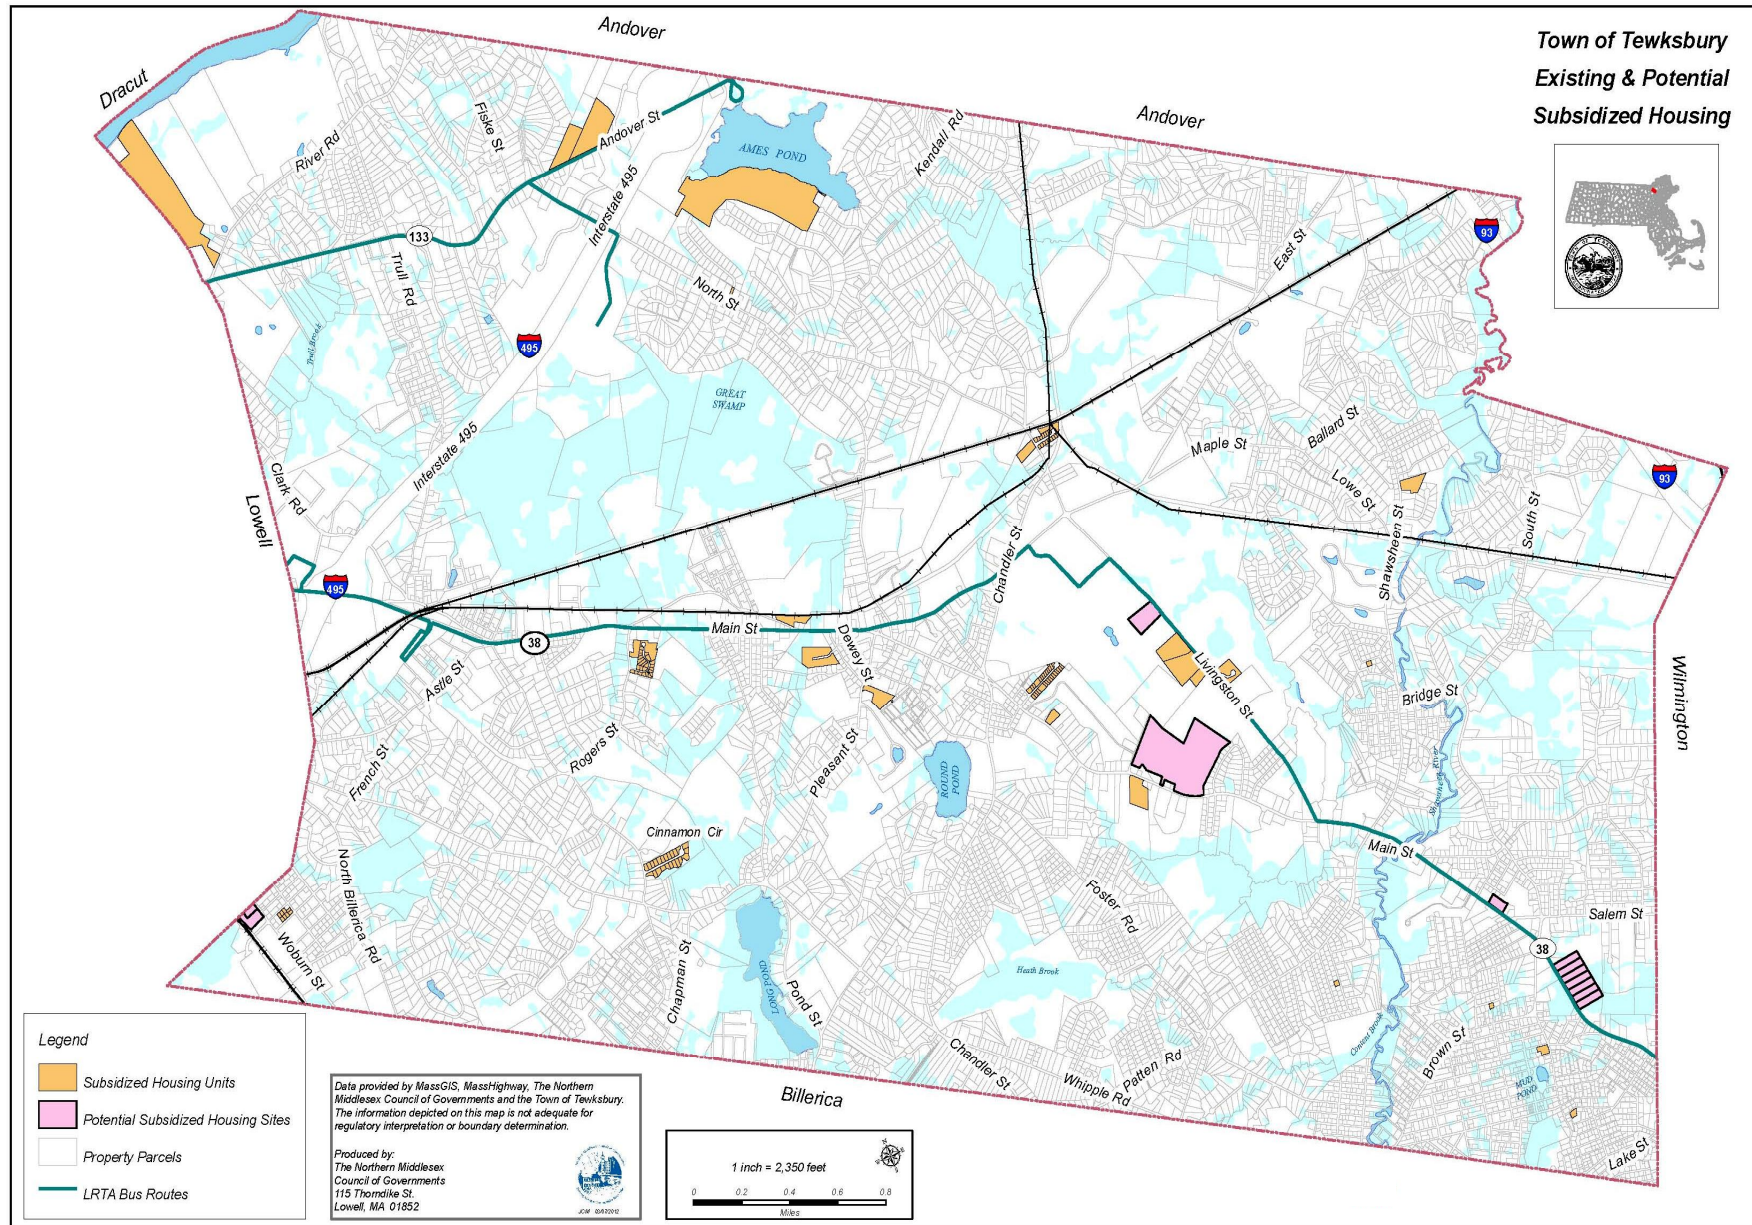 Town of Tewksbury
Existing & Potential
Subsidized Housing
Andover
Dracut
Andover
Fiske St
Andover St
River Rd
AMES POND
Kendall Rd
Interstate 495
133
93
East St
Trull Rd
North St
Trull Brook
495
GREAT
SWAMP
Interstate 495
Maple St
Ballard St
Lowe St
93
Clark Rd
Lowell
South St
Shawsheen St
Chandler St
495
Main St
38
Dewey St
Astle St
Livingston St
Bridge St
Wilmington
Rogers St
French St
Pleasant St
ROUND
POND
Shawsheen River
Cinnamon Cir
Main St
North Billerica Rd
Foster Rd
Salem St
38
Woburn St
Chapman St
LONG POND
Pond St
Heath Brook
Content Brook
Brown St
Chandler St
Whipple Rd
Patten Rd
MUD
POND
Lake St
Billerica
Legend
Subsidized Housing Units
Potential Subsidized Housing Sites
Property Parcels
LRTA Bus Routes
Data provided by MassGIS, MassHighway, The Northern
Middlesex Council of Governments and the Town of Tewksbury.
The information depicted on this map is not adequate for
regulatory interpretation or boundary determination.
Produced by:
The Northern Middlesex
Council of Governments
115 Thorndike St.
Lowell, MA 01852
1 inch = 2,350 feet
0 0.2 0.4 0.6 0.8
Miles